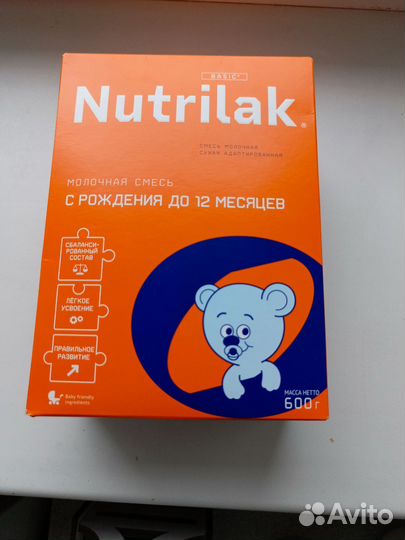 BASIC+
Nutrilak®
СМЕСЬ МОЛОЧНАЯ
СУХАЯ АДАПТИРОВАННАЯ
МОЛОЧНАЯ СМЕСЬ
С РОЖДЕНИЯ ДО 12 МЕСЯЦЕВ
СБАЛАНСИ-
РОВАННЫЙ
СОСТАВ
ЛЁГКОЕ
УСВОЕНИЕ
ПРАВИЛЬНОЕ
РАЗВИТИЕ
Baby friendly
ingredients
МАССА НЕТТО
600 г
Avito